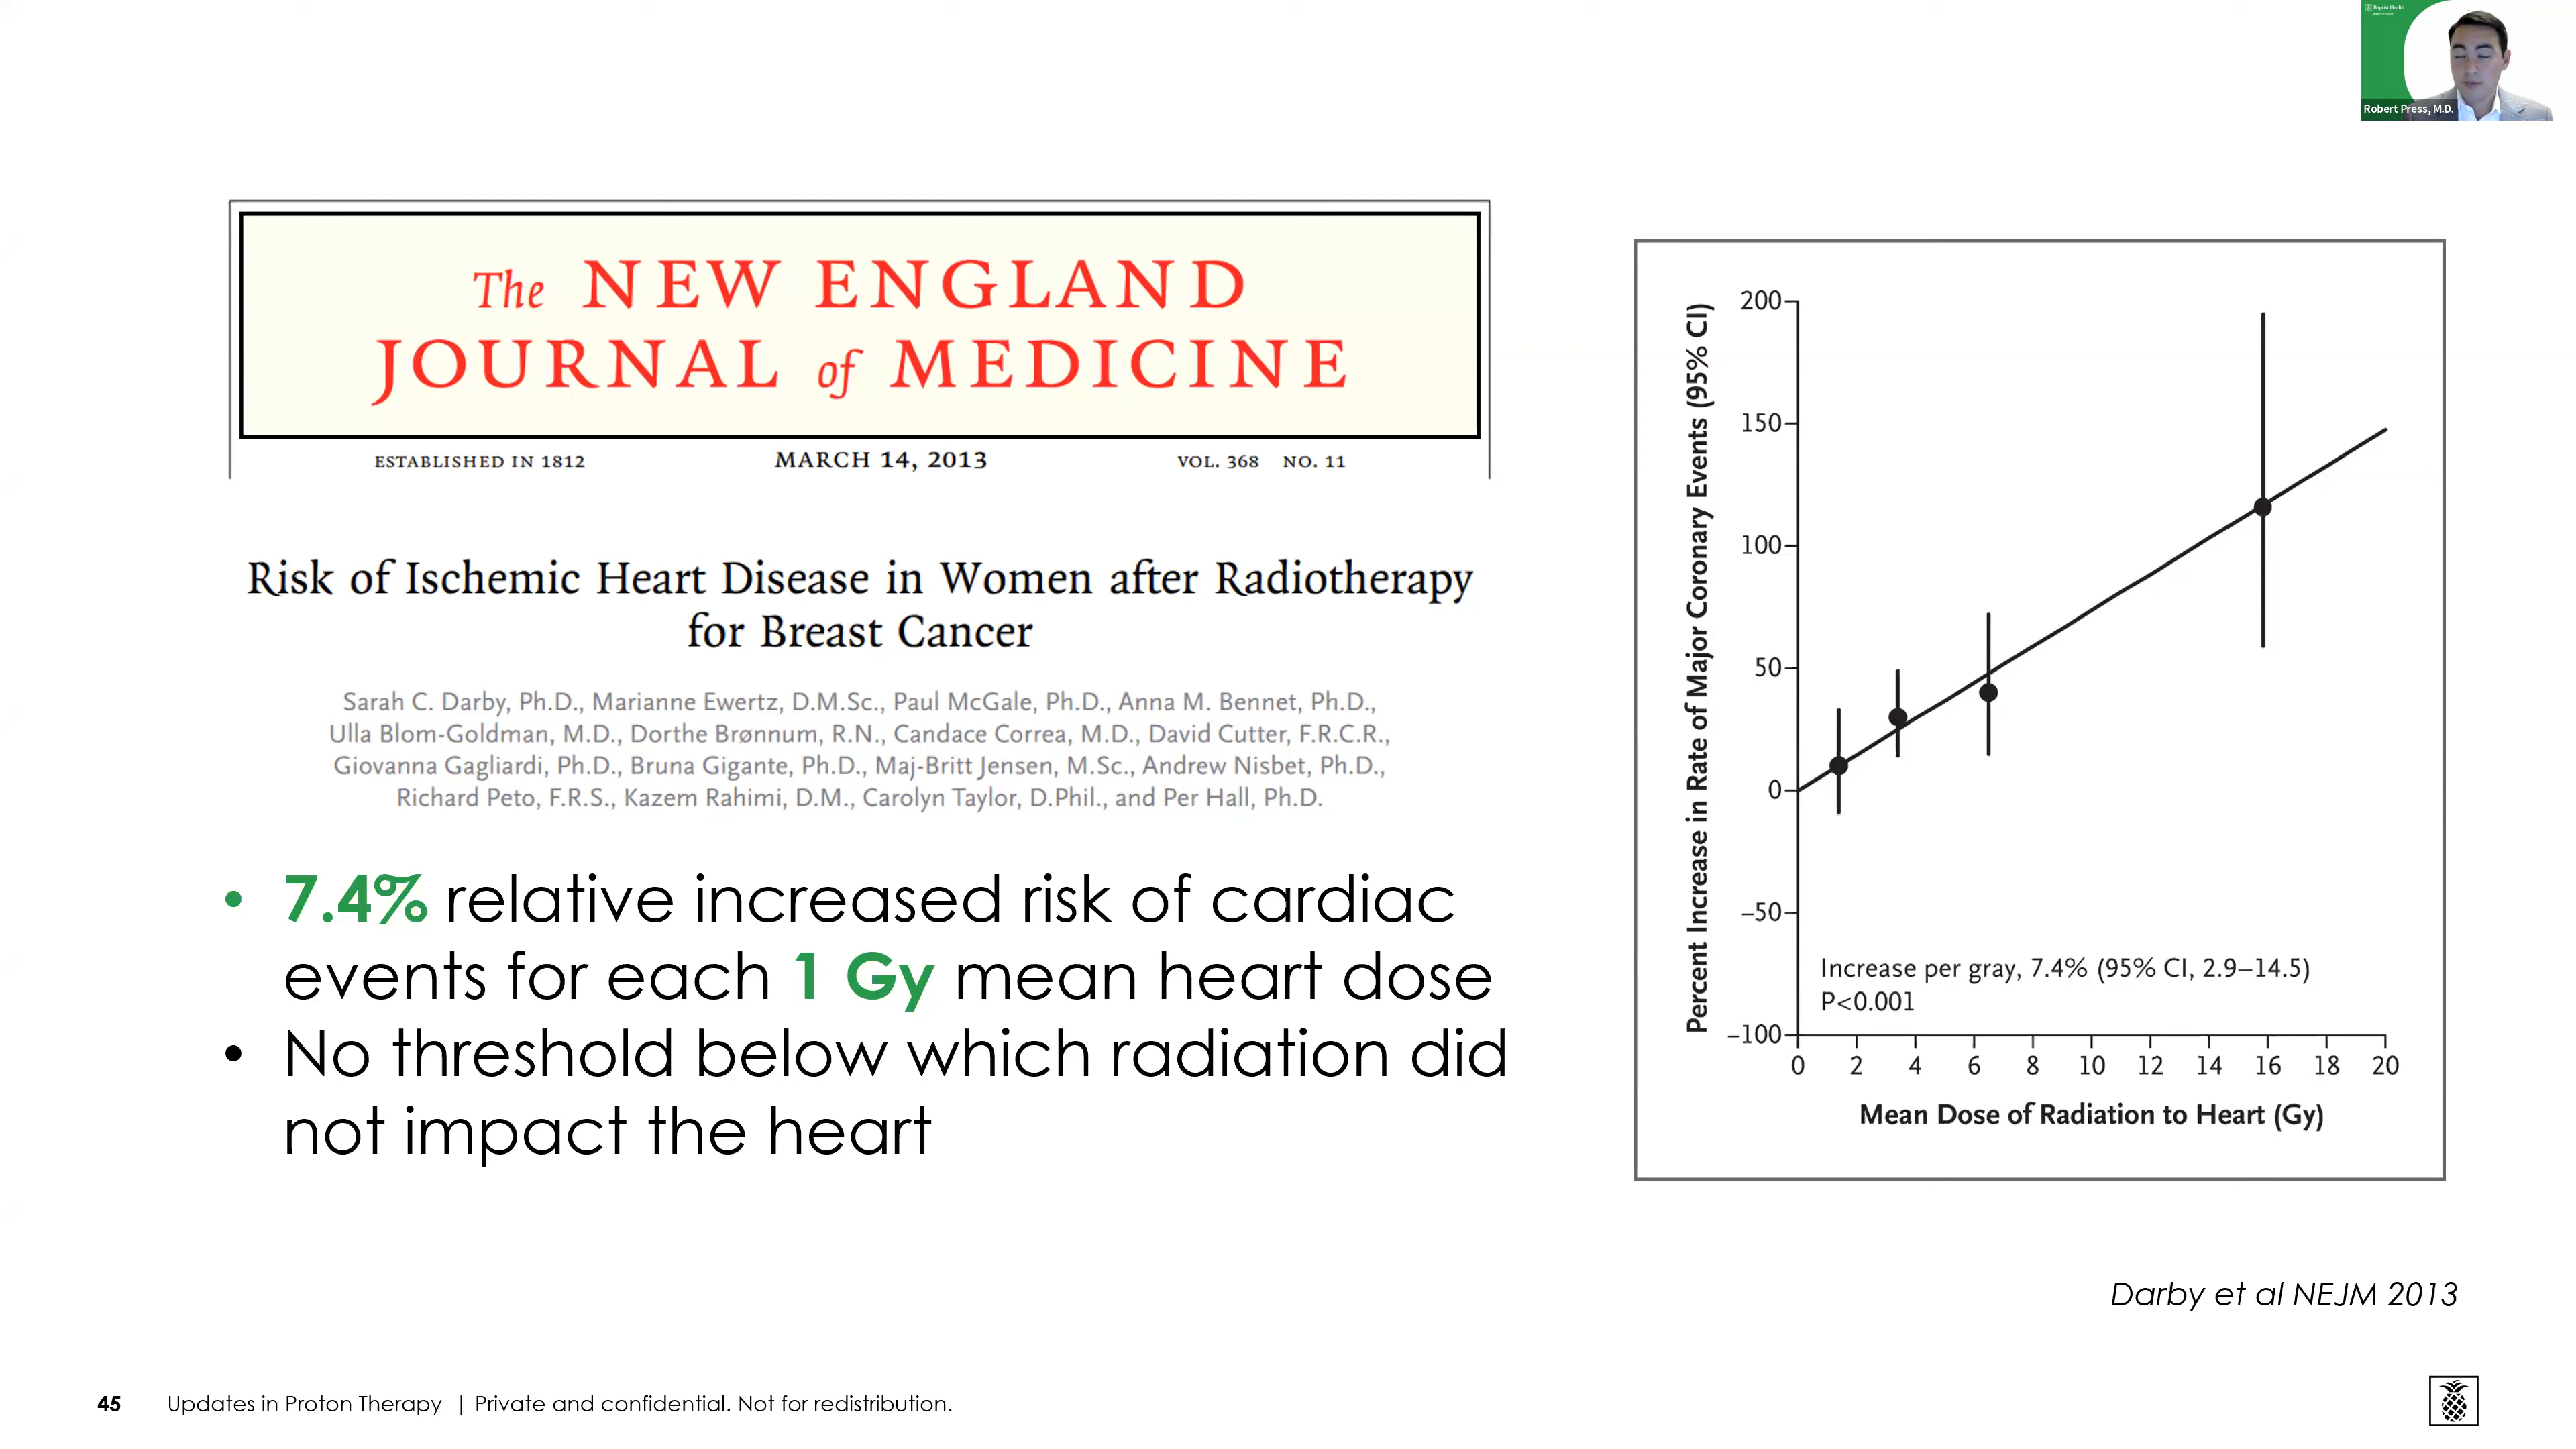 Baptist Health
International
Robert Press, M.D.
The NEW ENGLAND
JOURNAL of MEDICINE
ESTABLISHED IN 1812 MARCH 14, 2013 VOL. 368 NO. 11
Risk of Ischemic Heart Disease in Women after Radiotherapy
for Breast Cancer
Sarah C. Darby, Ph.D., Marianne Ewertz, D.M.Sc., Paul McGale, Ph.D., Anna M. Bennet, Ph.D.,
Ulla Blom-Goldman, M.D., Dorthe Brønnum, R.N., Candace Correa, M.D., David Cutter, F.R.C.R.,
Giovanna Gagliardi, Ph.D., Bruna Gigante, Ph.D., Maj-Britt Jensen, M.Sc., Andrew Nisbet, Ph.D.,
Richard Peto, F.R.S., Kazem Rahimi, D.M., Carolyn Taylor, D.Phil., and Per Hall, Ph.D.
• 7.4% relative increased risk of cardiac
events for each 1 Gy mean heart dose
• No threshold below which radiation did
not impact the heart
Percent Increase in Rate of Major Coronary Events (95% CI)
200
150
100
50
0
−50
−100
Increase per gray, 7.4% (95% CI, 2.9–14.5)
P<0.001
0 2 4 6 8 10 12 14 16 18 20
Mean Dose of Radiation to Heart (Gy)
Darby et al NEJM 2013
45 Updates in Proton Therapy | Private and confidential. Not for redistribution.